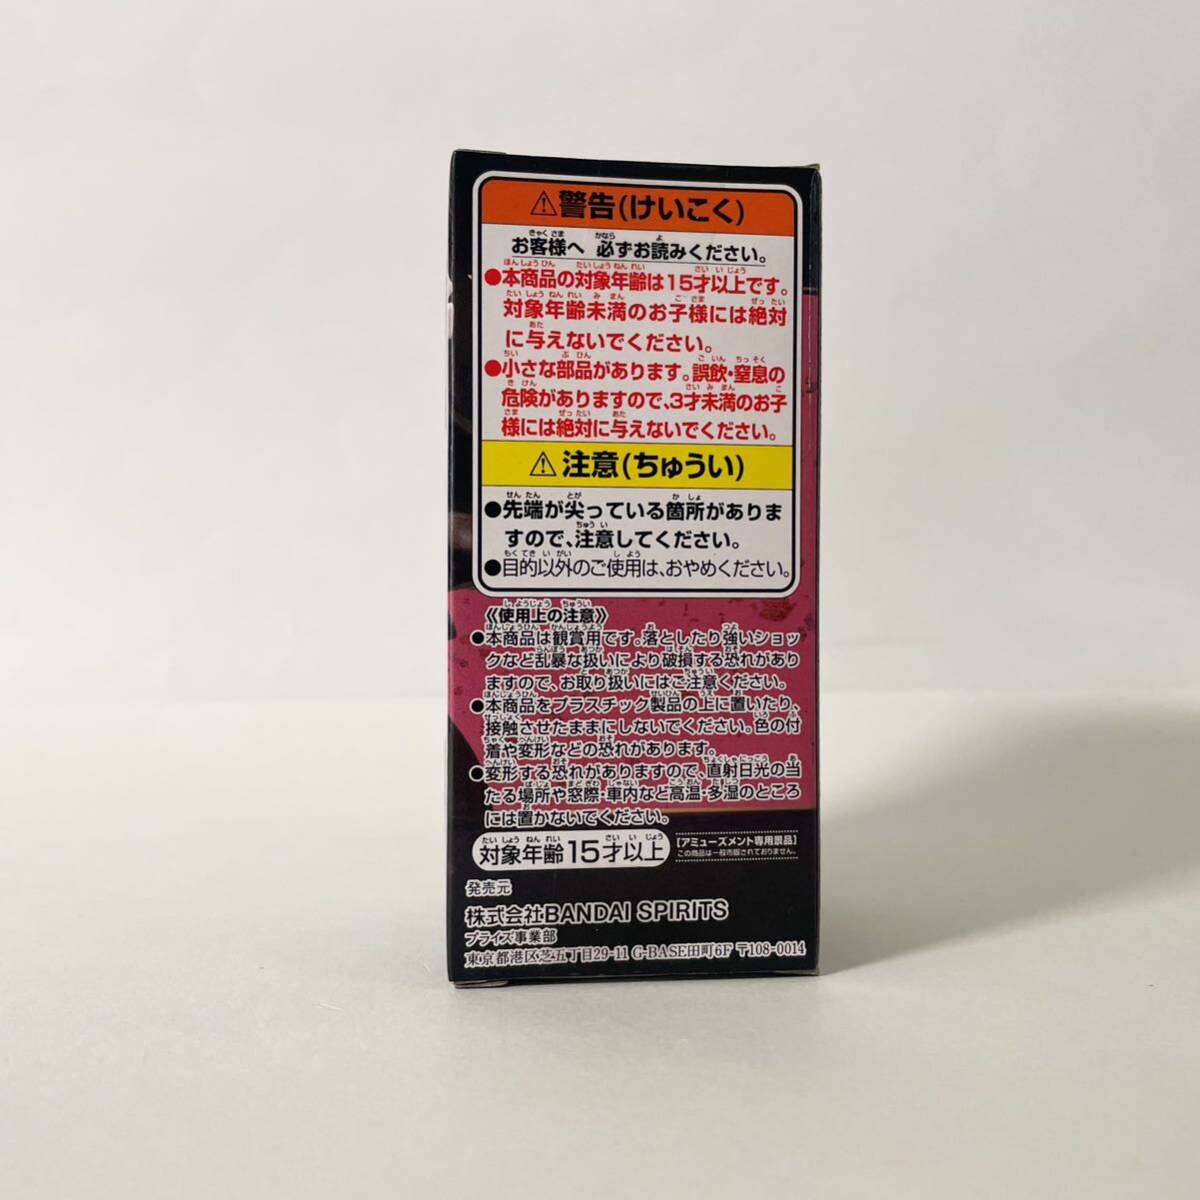 ⚠警告(けいこく)
お客様へ 必ずお読みください。
●本商品の対象年齢は15才以上です。
対象年齢未満のお子様には絶対
に与えないでください。
●小さな部品があります。誤飲・窒息の
危険がありますので、3才未満のお子
様には絶対に与えないでください。
⚠注意(ちゅうい)
●先端が尖っている箇所がありま
すので、注意してください。
●目的以外のご使用は、おやめください。
《使用上の注意》
●本商品は観賞用です。落としたり強いショッ
クなど乱暴な扱いにより破損する恐れがあり
ますので、お取り扱いにはご注意ください。
●本商品をプラスチック製品の上に置いたり、
接触させたままにしないでください。色の付
着や変形などの恐れがあります。
●変形する恐れがありますので、直射日光の当
たる場所や窓際・車内など高温・多湿のところ
には置かないでください。
対象年齢15才以上
[アミューズメント専用景品]
この商品は一般市販されておりません。
発売元
株式会社BANDAI SPIRITS
プライズ事業部
東京都港区芝五丁目29-11 G-BASE田町6F 〒108-0014